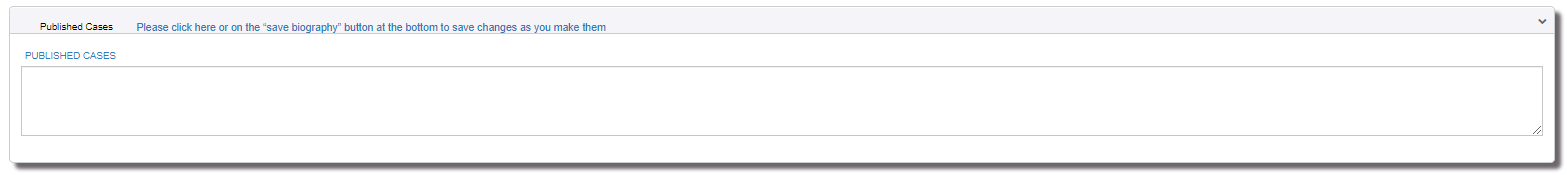 Published Cases Please click here or on the “save biography” button at the bottom to save changes as you make them
PUBLISHED CASES